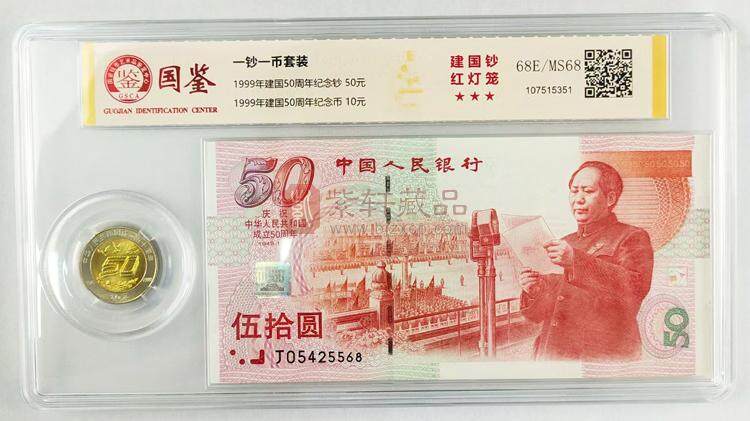 国鉴
GSCA
GUOJIAN IDENTIFICATION CENTER
一钞一币套装
1999年建国50周年纪念钞 50元
1999年建国50周年纪念币 10元
建国钞
红灯笼
★★★
68E/MS68
107515351
50
中国人民银行
庆祝
中华人民共和国
成立50周年
紫轩藏品
伍拾圆
J05425568
50
50